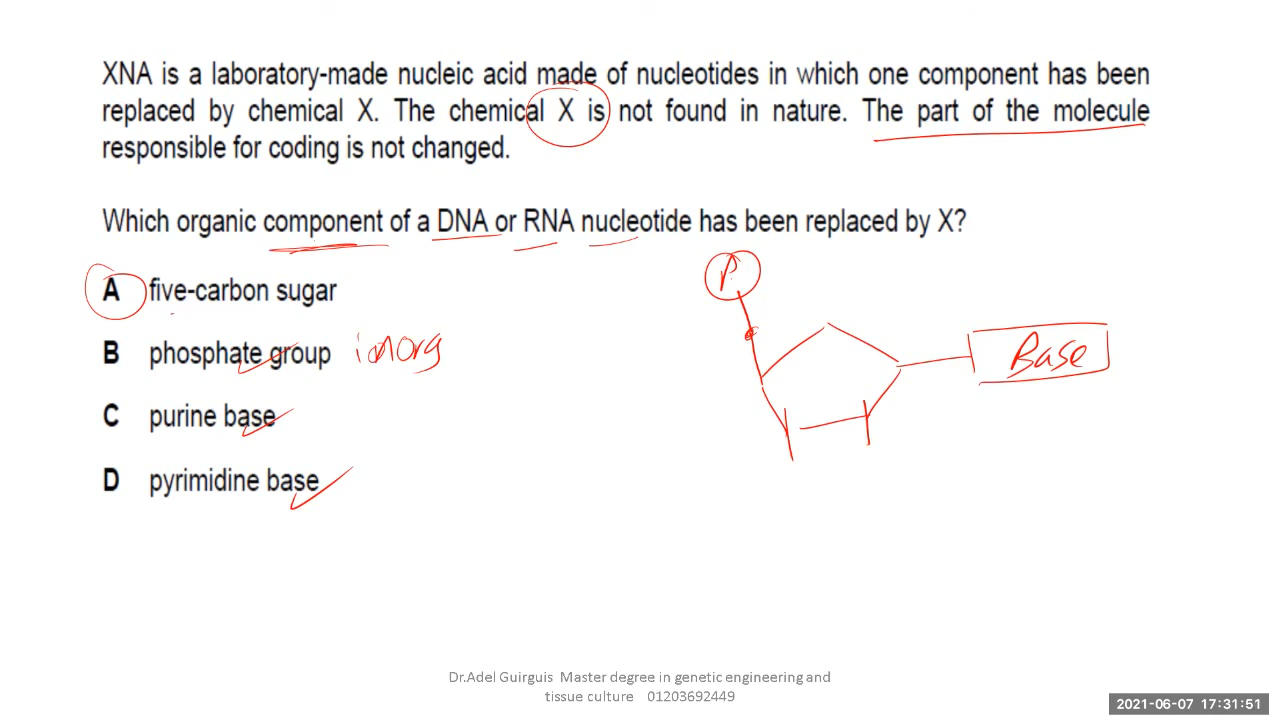 XNA is a laboratory-made nucleic acid made of nucleotides in which one component has been
replaced by chemical X. The chemical X is not found in nature. The part of the molecule
responsible for coding is not changed.
Which organic component of a DNA or RNA nucleotide has been replaced by X?
A five-carbon sugar
B phosphate group inorg
C purine base
D pyrimidine base
P
Base
Dr.Adel Guirguis Master degree in genetic engineering and
tissue culture 01203692449
2021-06-07 17:31:51